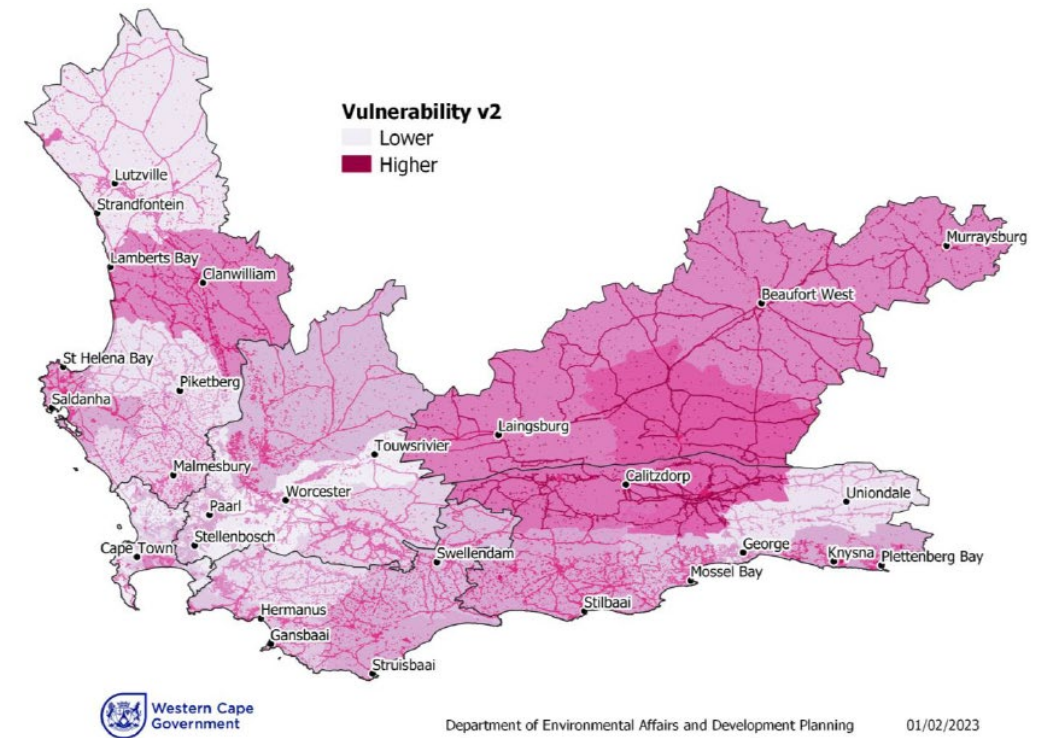 Vulnerability v2
Lower
Higher
Lutzville
Strandfontein
Murraysburg
Lamberts Bay
Clanwilliam
Beaufort West
St Helena Bay
Piketberg
Saldanha
Laingsburg
Touwsrivier
Malmesbury
Calitzdorp
Worcester
Uniondale
Paarl
Stellenbosch
George
Cape Town
Swellendam
Knysna
Plettenberg Bay
Mossel Bay
Stilbaai
Hermanus
Gansbaai
Struisbaai
Western Cape
Government
Department of Environmental Affairs and Development Planning
01/02/2023